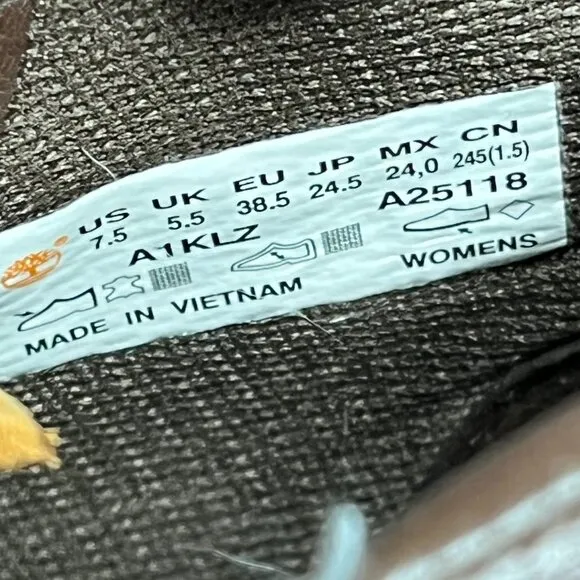 US UK EU JP MX CN
7.5 5.5 38.5 24.5 24,0 245(1.5)
A1KLZ A25118
WOMENS
MADE IN VIETNAM